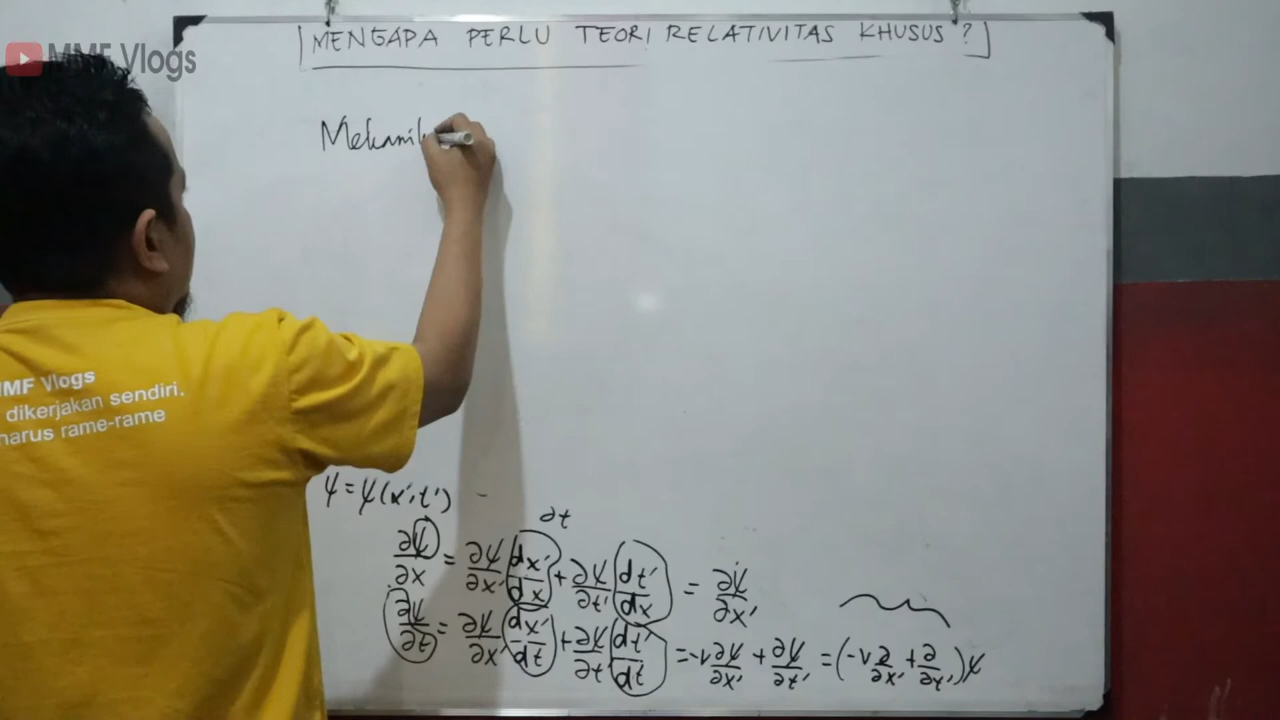 MENGAPA PERLU TEORI RELATIVITAS KHUSUS ?
MMF Vlogs
Mekanik
MMF Vlogs
dikerjakan sendiri.
harus rame-rame
ψ = ψ(x', t') -
∂t
∂ψ/∂x = ∂ψ/∂x' (dx'/dx) + ∂ψ/∂t' (dt'/dx) = ∂ψ/∂x'
∂ψ/∂t = ∂ψ/∂x' (dx'/dt) + ∂ψ/∂t' (dt'/dt) = -v ∂ψ/∂x' + ∂ψ/∂t' = (-v ∂/∂x' + ∂/∂t')ψ